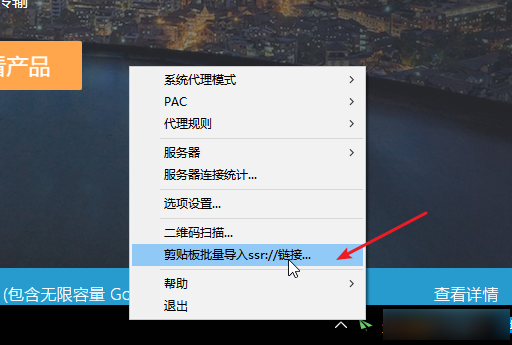 传输
看产品
系统代理模式
PAC
代理规则
服务器
服务器连接统计...
选项设置...
二维码扫描...
剪贴板批量导入ssr://链接...
帮助
退出
(包含无限容量 Go
查看详情